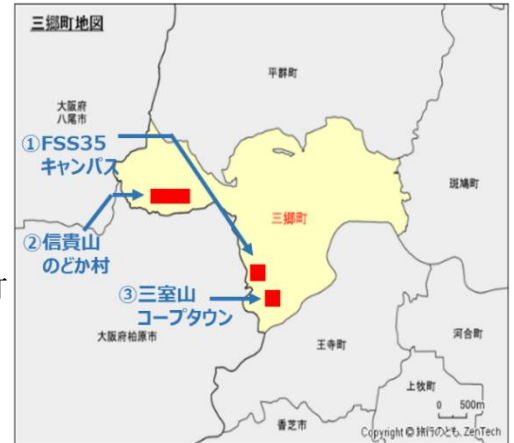 三郷町地図
平群町
大阪府
八尾市
①FSS35
キャンパス
斑鳩町
三郷町
②信貴山
のどか村
③三室山
コープタウン
大阪府柏原市
王寺町
河合町
上牧町
香芝市
0 500m
Copyright © 旅行のとも、ZenTech